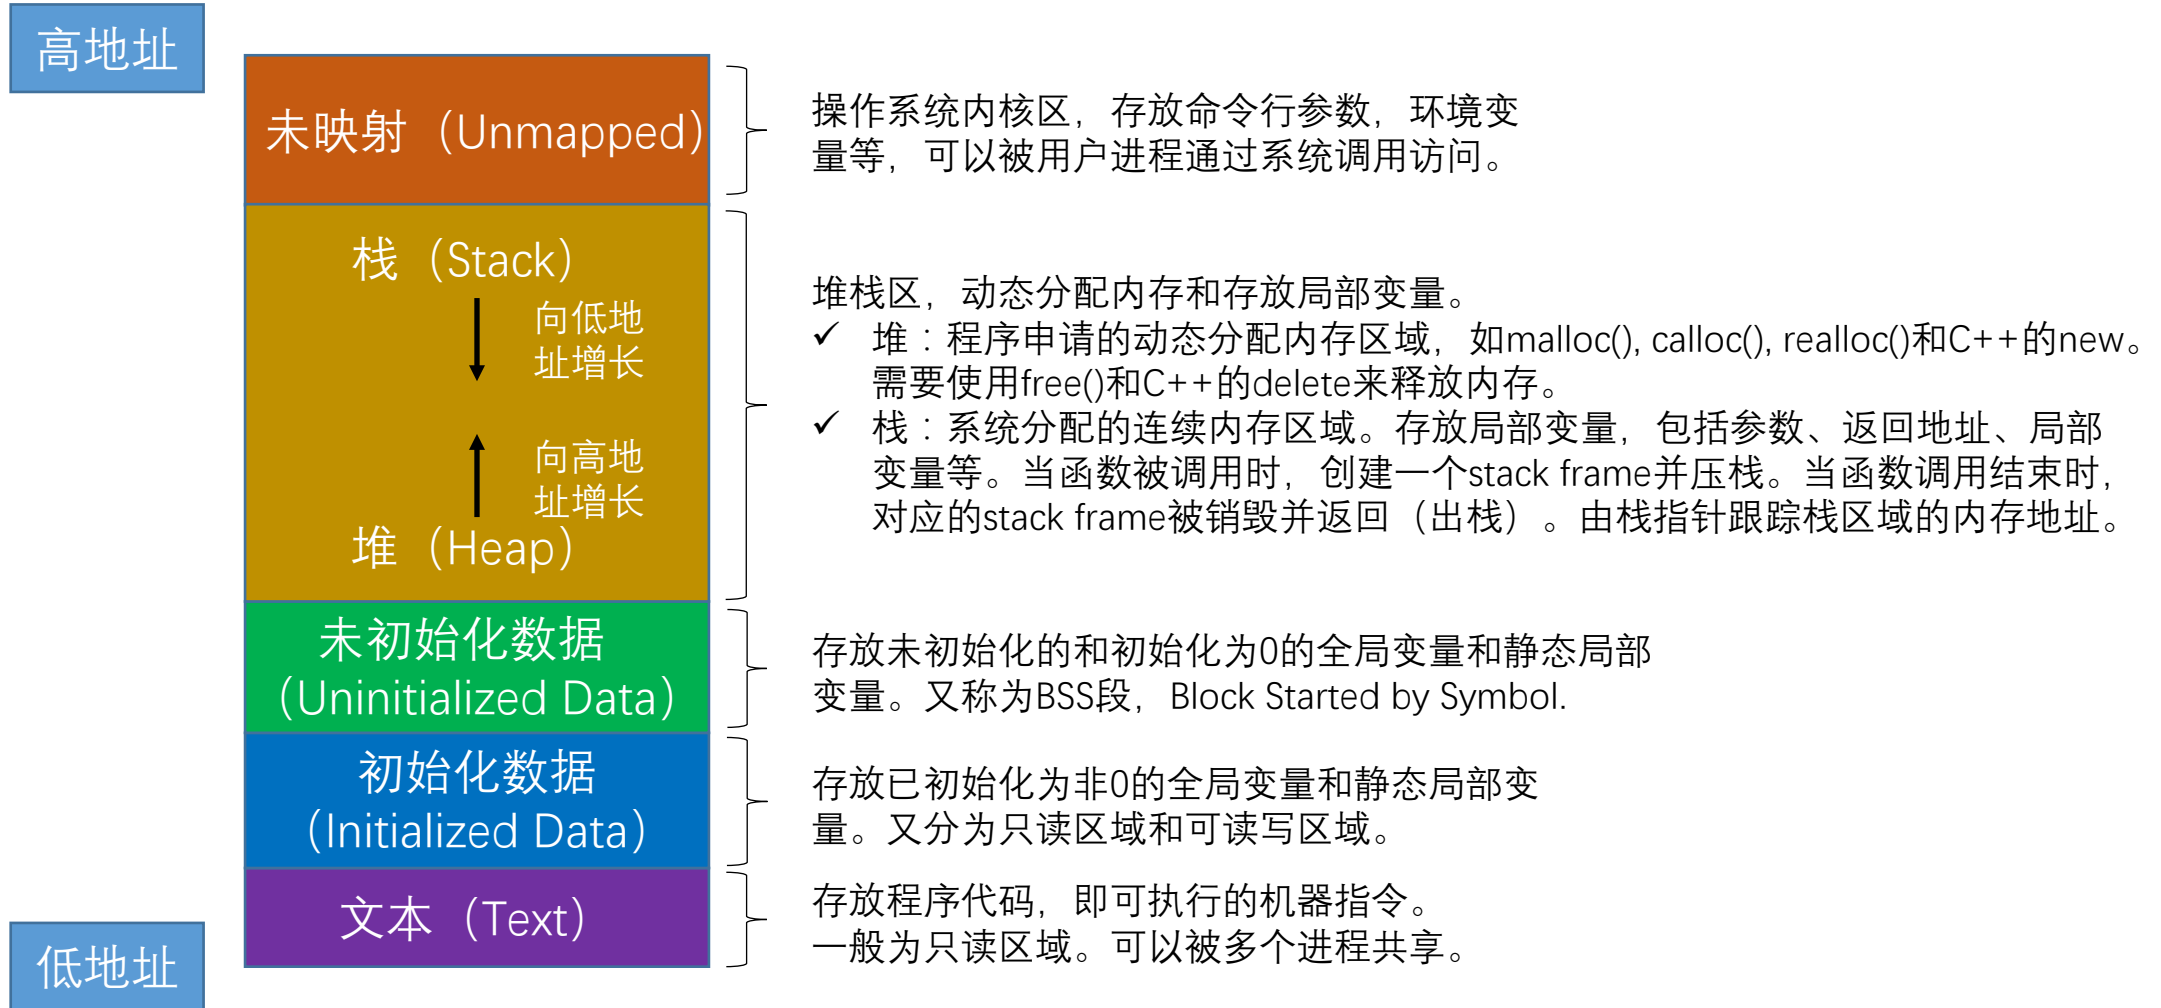 高地址
未映射（Unmapped）
操作系统内核区，存放命令行参数，环境变
量等，可以被用户进程通过系统调用访问。
栈（Stack）
向低地
址增长
向高地
址增长
堆（Heap）
堆栈区，动态分配内存和存放局部变量。
✓ 堆：程序申请的动态分配内存区域，如malloc(), calloc(), realloc()和C++的new。
需要使用free()和C++的delete来释放内存。
✓ 栈：系统分配的连续内存区域。存放局部变量，包括参数、返回地址、局部
变量等。当函数被调用时，创建一个stack frame并压栈。当函数调用结束时，
对应的stack frame被销毁并返回（出栈）。由栈指针跟踪栈区域的内存地址。
未初始化数据
（Uninitialized Data）
存放未初始化的和初始化为0的全局变量和静态局部
变量。又称为BSS段，Block Started by Symbol.
初始化数据
（Initialized Data）
存放已初始化为非0的全局变量和静态局部变
量。又分为只读区域和可读写区域。
文本（Text）
存放程序代码，即可执行的机器指令。
一般为只读区域。可以被多个进程共享。
低地址